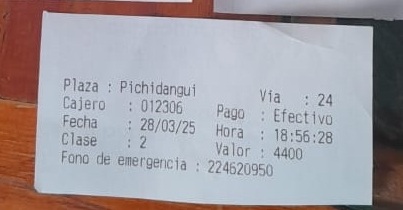 Plaza : Pichidangui Via : 24
Cajero : 012306 Pago : Efectivo
Fecha : 28/03/25 Hora : 18:56:28
Clase : 2 Valor : 4400
Fono de emergencia : 224620950